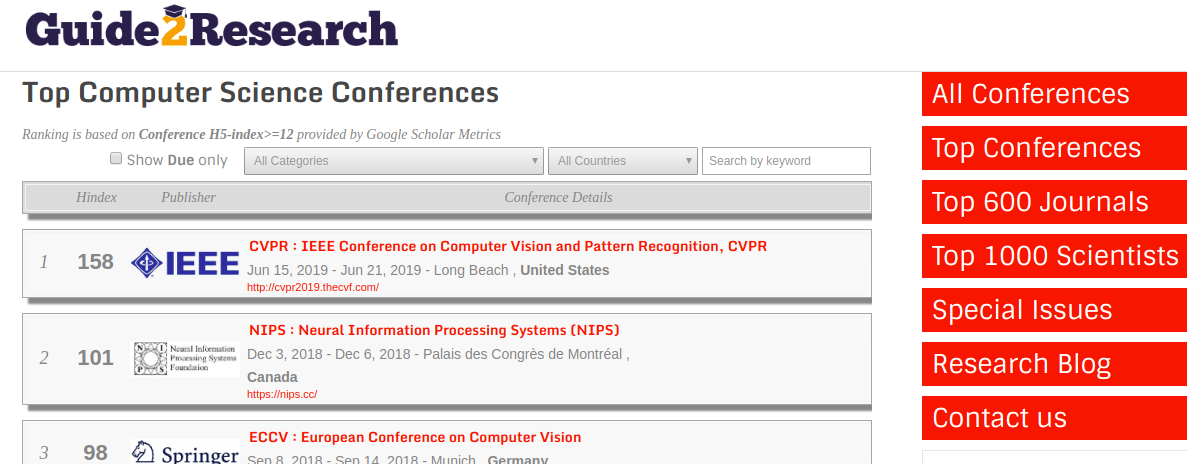 Guide2Research
Top Computer Science Conferences
Ranking is based on Conference H5-index>=12 provided by Google Scholar Metrics
Show Due only
All Categories
All Countries
Search by keyword
Hindex Publisher Conference Details
1 158 IEEE
CVPR : IEEE Conference on Computer Vision and Pattern Recognition, CVPR
Jun 15, 2019 - Jun 21, 2019 - Long Beach , United States
http://cvpr2019.thecvf.com/
2 101
N I P S
Neural Information
Processing Systems
Foundation
NIPS : Neural Information Processing Systems (NIPS)
Dec 3, 2018 - Dec 6, 2018 - Palais des Congrès de Montréal ,
Canada
https://nips.cc/
3 98 Springer
ECCV : European Conference on Computer Vision
Sep 8, 2018 - Sep 14, 2018 - Munich , Germany
All Conferences
Top Conferences
Top 600 Journals
Top 1000 Scientists
Special Issues
Research Blog
Contact us